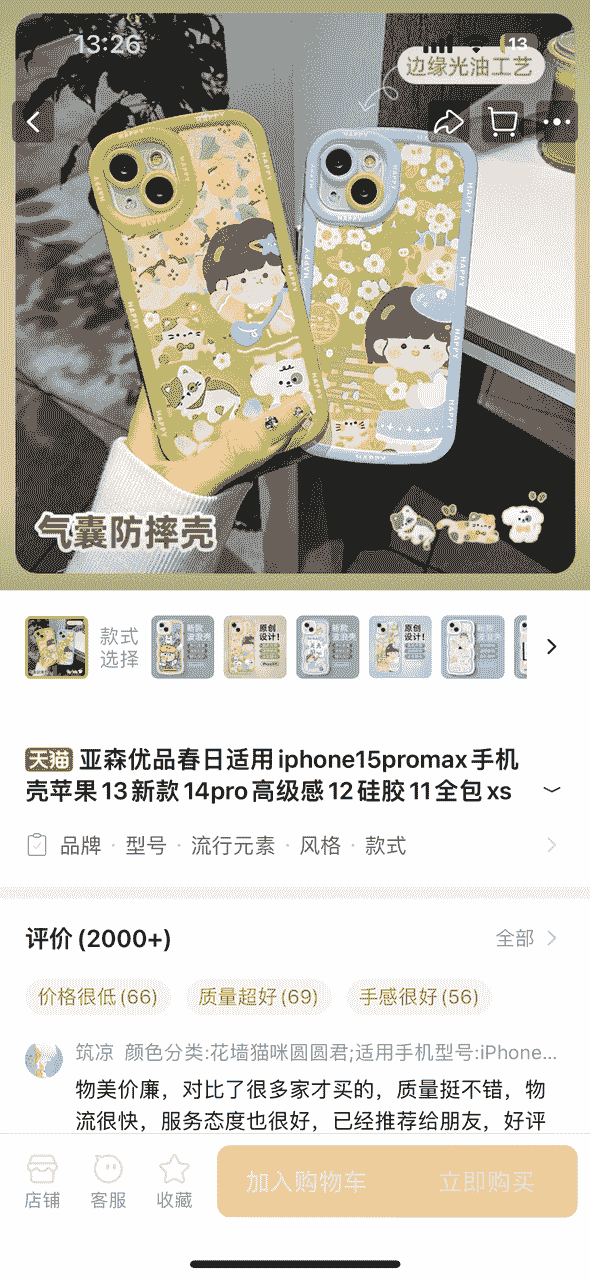 13:26
13
边缘光油工艺
HAPPY
HAPPY
HAPPY
HAPPY
HAPPY
HAPPY
HAPPY
气囊防摔壳
款式
选择
原创
设计!
原创
设计!
天猫 亚森优品春日适用iphone15promax手机
壳苹果13新款14pro高级感12硅胶11全包xs
品牌 · 型号 · 流行元素 · 风格 · 款式
评价(2000+)
全部
价格很低(66)
质量超好(69)
手感很好(56)
筑凉 颜色分类:花墙猫咪圆圆君;适用手机型号:iPhone...
物美价廉，对比了很多家才买的，质量挺不错，物
流很快，服务态度也很好，已经推荐给朋友，好评
店铺
客服
收藏
加入购物车
立即购买